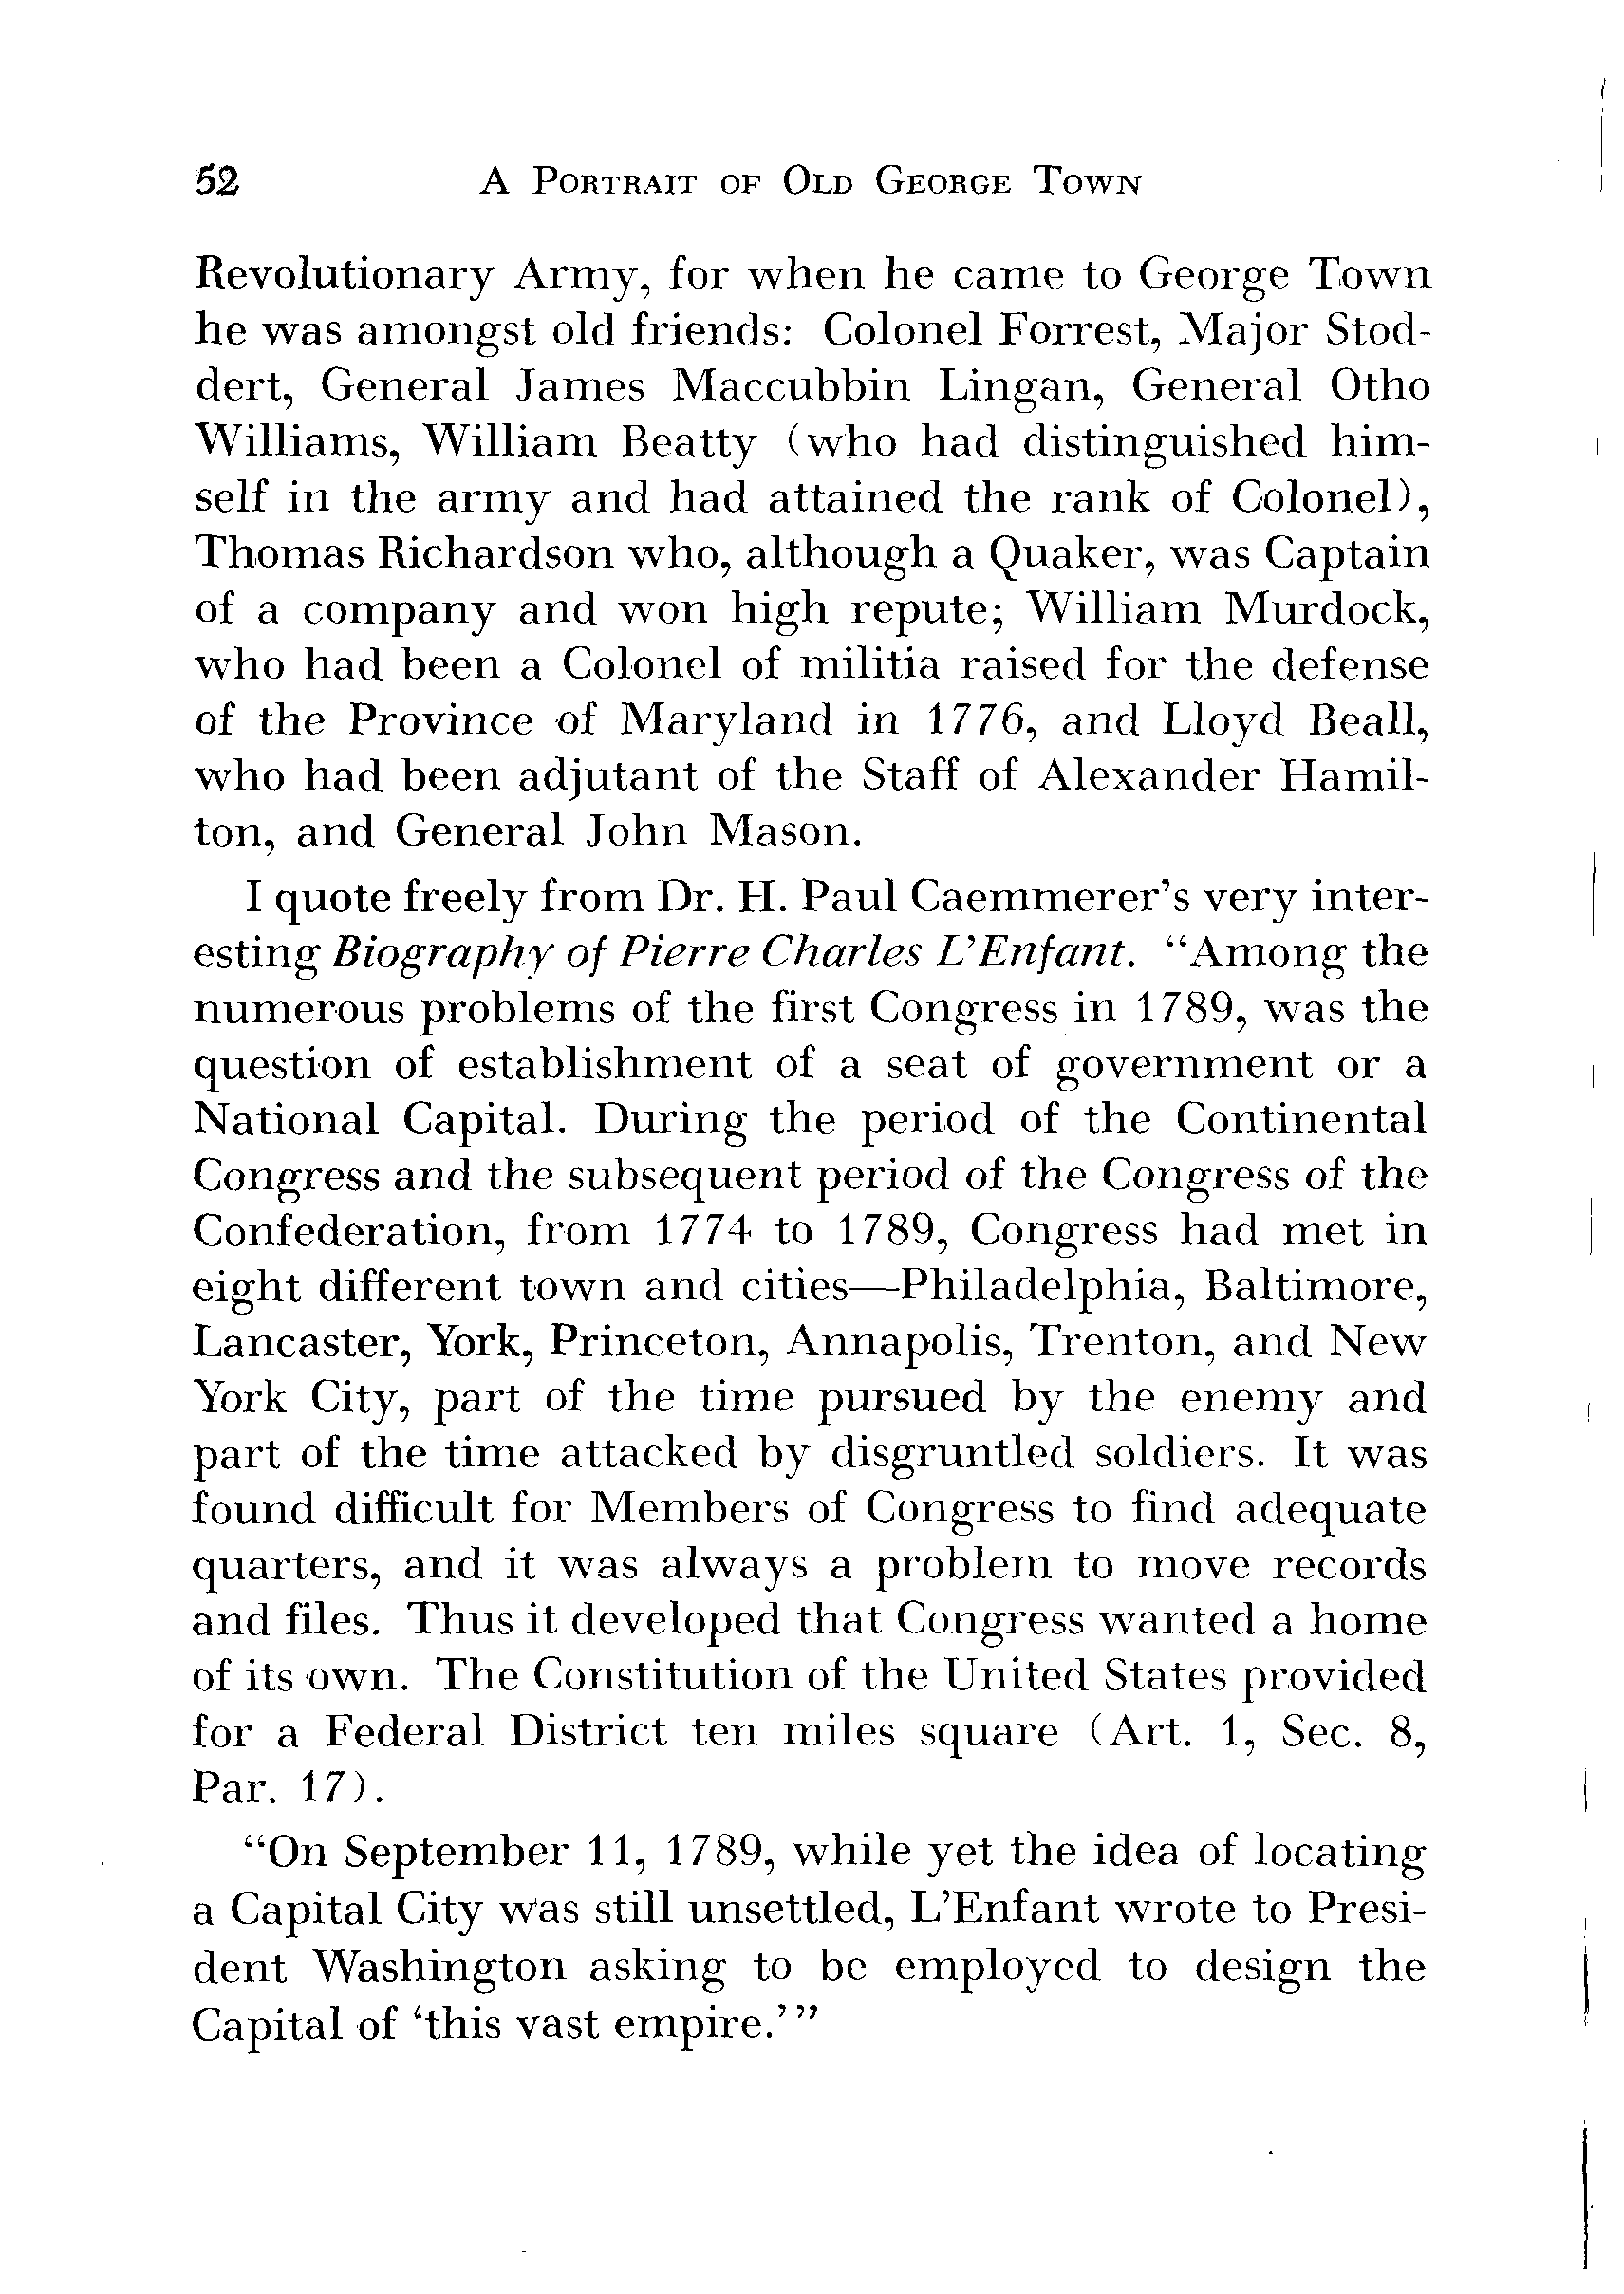 52 A Portrait of Old George Town
Revolutionary Army, for when he came to George Town
he was amongst old friends: Colonel Forrest, Major Stod-
dert, General James Maccubbin Lingan, General Otho
Williams, William Beatty (who had distinguished him-
self in the army and had attained the rank of Colonel),
Thomas Richardson who, although a Quaker, was Captain
of a company and won high repute; William Murdock,
who had been a Colonel of militia raised for the defense
of the Province of Maryland in 1776, and Lloyd Beall,
who had been adjutant of the Staff of Alexander Hamil-
ton, and General John Mason.
I quote freely from Dr. H. Paul Caemmerer's very inter-
esting Biography of Pierre Charles L'Enfant. "Among the
numerous problems of the first Congress in 1789, was the
question of establishment of a seat of government or a
National Capital. During the period of the Continental
Congress and the subsequent period of the Congress of the
Confederation, from 1774 to 1789, Congress had met in
eight different town and cities—Philadelphia, Baltimore,
Lancaster, York, Princeton, Annapolis, Trenton, and New
York City, part of the time pursued by the enemy and
part of the time attacked by disgruntled soldiers. It was
found difficult for Members of Congress to find adequate
quarters, and it was always a problem to move records
and files. Thus it developed that Congress wanted a home
of its own. The Constitution of the United States provided
for a Federal District ten miles square (Art. 1, Sec. 8,
Par. 17).
"On September 11, 1789, while yet the idea of locating
a Capital City was still unsettled, L'Enfant wrote to Presi-
dent Washington asking to be employed to design the
Capital of 'this vast empire.'"